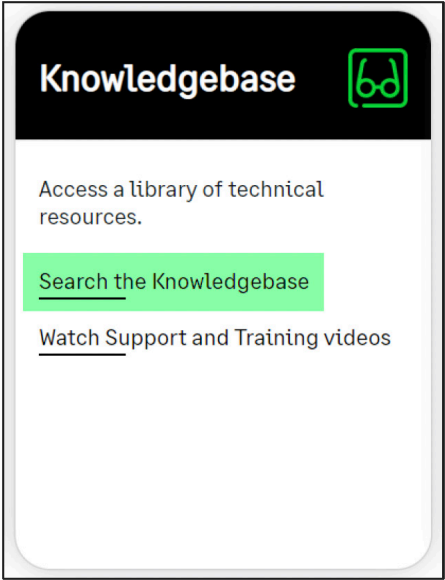 Knowledgebase
Access a library of technical
resources.
Search the Knowledgebase
Watch Support and Training videos